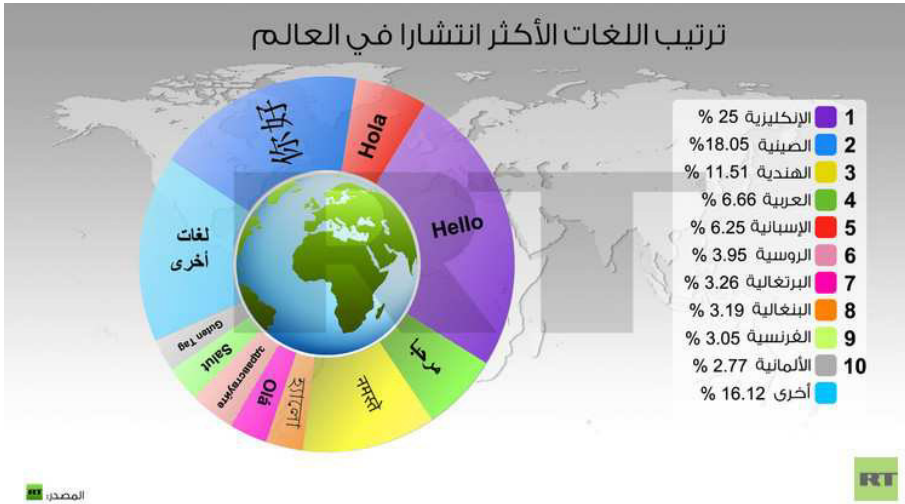 ترتيب اللغات الأكثر انتشارا في العالم
1 الإنكليزية 25 %
2 الصينية 18.05%
3 الهندية 11.51 %
4 العربية 6.66 %
5 الإسبانية 6.25 %
6 الروسية 3.95 %
7 البرتغالية 3.26 %
8 البنغالية 3.19 %
9 الفرنسية 3.05 %
10 الألمانية 2.77 %
أخرى 16.12 %
你好
Hola
Hello
مرحبا
नमस्ते
Olá
здравствуйте
Salut
Guten Tag
لغات
أخرى
RT
RT
المصدر: RT